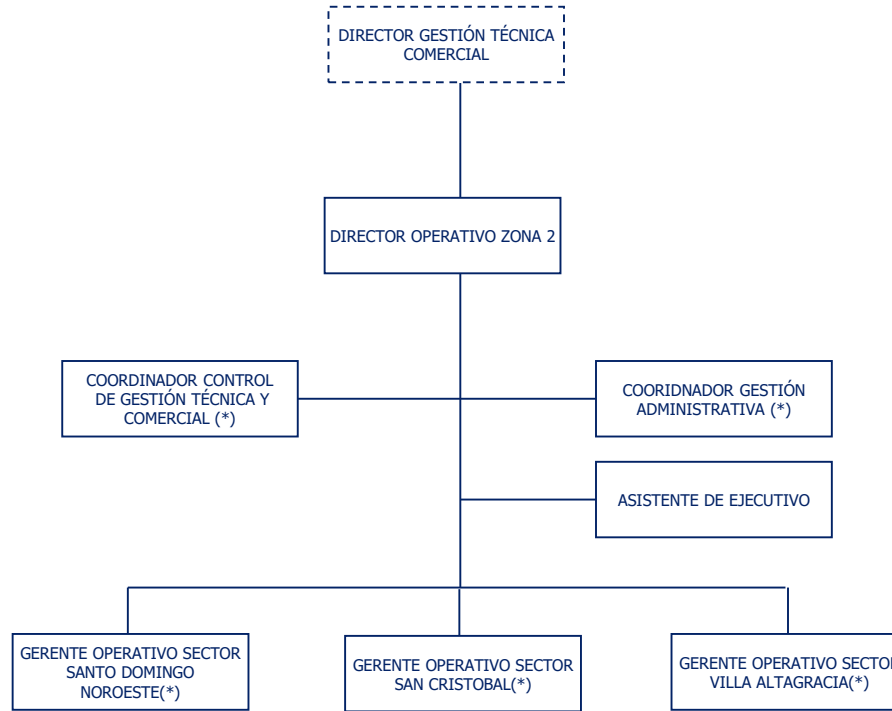 DIRECTOR GESTIÓN TÉCNICA
COMERCIAL
DIRECTOR OPERATIVO ZONA 2
COORDINADOR CONTROL
DE GESTIÓN TÉCNICA Y
COMERCIAL (*)
COORIDNADOR GESTIÓN
ADMINISTRATIVA (*)
ASISTENTE DE EJECUTIVO
GERENTE OPERATIVO SECTOR
SANTO DOMINGO
NOROESTE(*)
GERENTE OPERATIVO SECTOR
SAN CRISTOBAL(*)
GERENTE OPERATIVO SECTOR
VILLA ALTAGRACIA(*)